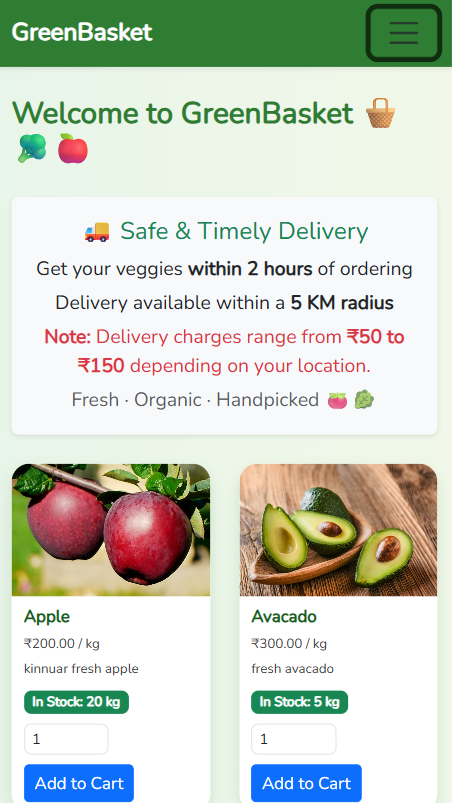 GreenBasket
Welcome to GreenBasket 🧺
🥦 🍎
🚚 Safe & Timely Delivery
Get your veggies within 2 hours of ordering
Delivery available within a 5 KM radius
Note: Delivery charges range from ₹50 to
₹150 depending on your location.
Fresh · Organic · Handpicked 🍅 🥬
Apple
₹200.00 / kg
kinnuar fresh apple
In Stock: 20 kg
1
Add to Cart
Avacado
₹300.00 / kg
fresh avacado
In Stock: 5 kg
1
Add to Cart